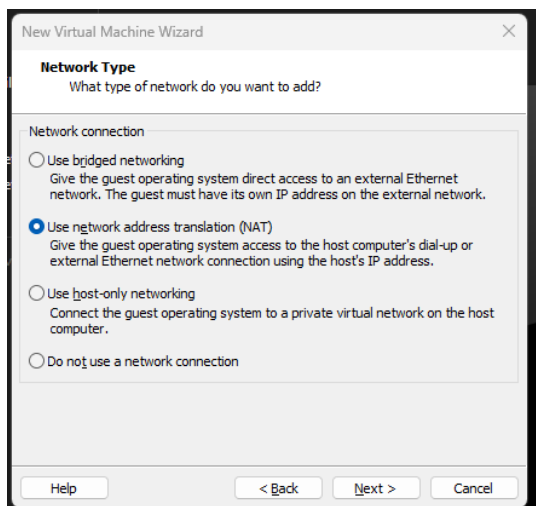 New Virtual Machine Wizard
Network Type
What type of network do you want to add?
Network connection
Use bridged networking
Give the guest operating system direct access to an external Ethernet
network. The guest must have its own IP address on the external network.
Use network address translation (NAT)
Give the guest operating system access to the host computer's dial-up or
external Ethernet network connection using the host's IP address.
Use host-only networking
Connect the guest operating system to a private virtual network on the host
computer.
Do not use a network connection
Help
< Back
Next >
Cancel